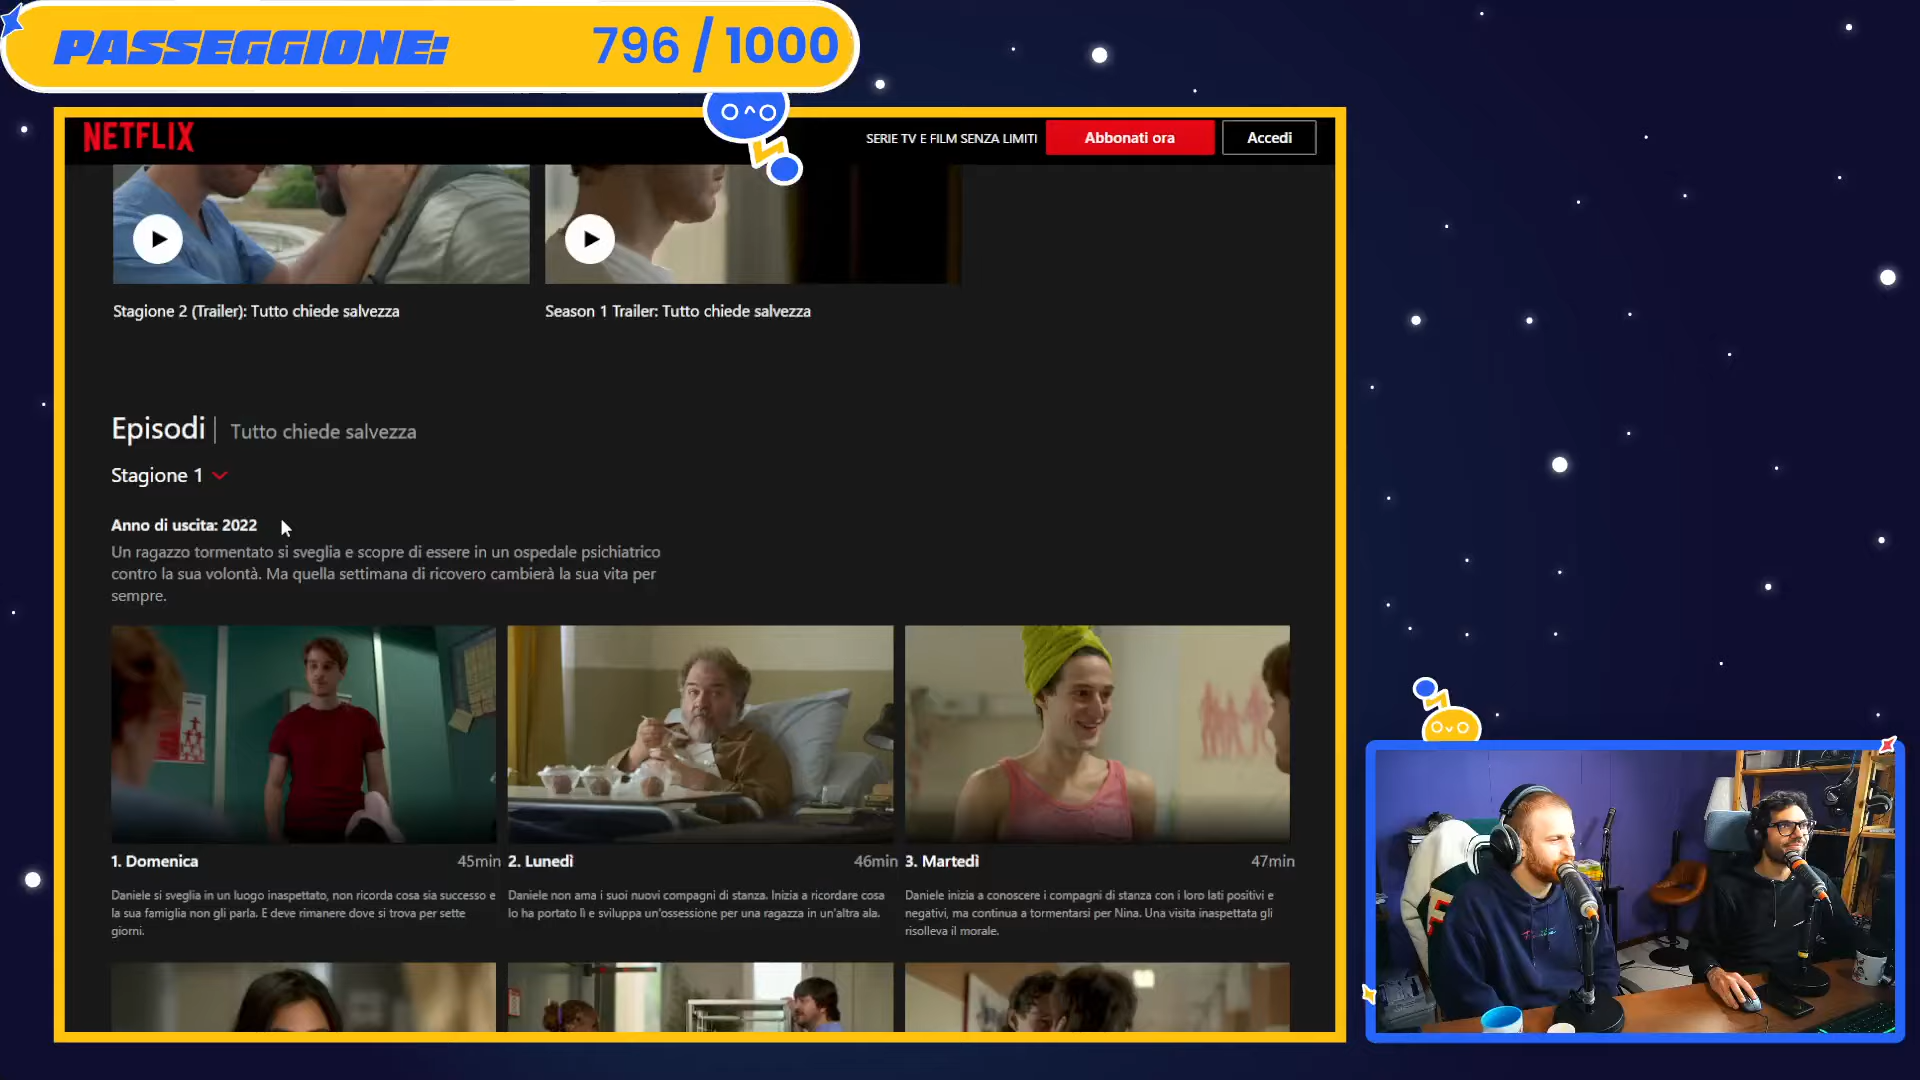 PASSEGGIONE: 796 / 1000
NETFLIX
SERIE TV E FILM SENZA LIMITI
Abbonati ora
Accedi
Stagione 2 (Trailer): Tutto chiede salvezza
Season 1 Trailer: Tutto chiede salvezza
Episodi | Tutto chiede salvezza
Stagione 1
Anno di uscita: 2022
Un ragazzo tormentato si sveglia e scopre di essere in un ospedale psichiatrico
contro la sua volontà. Ma quella settimana di ricovero cambierà la sua vita per
sempre.
1. Domenica 45min
Daniele si sveglia in un luogo inaspettato, non ricorda cosa sia successo e
la sua famiglia non gli parla. E deve rimanere dove si trova per sette
giorni.
2. Lunedì 46min
Daniele non ama i suoi nuovi compagni di stanza. Inizia a ricordare cosa
lo ha portato lì e sviluppa un'ossessione per una ragazza in un'altra ala.
3. Martedì 47min
Daniele inizia a conoscere i compagni di stanza con i loro lati positivi e
negativi, ma continua a tormentarsi per Nina. Una visita inaspettata gli
risolleva il morale.